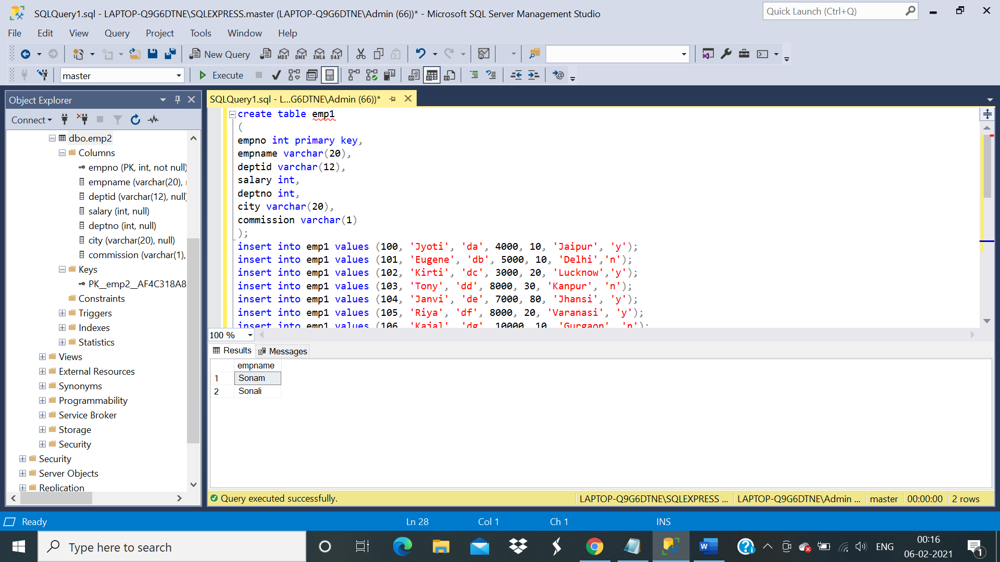 SQLQuery1.sql - LAPTOP-Q9G6DTNE\SQLEXPRESS.master (LAPTOP-Q9G6DTNE\Admin (66))* - Microsoft SQL Server Management Studio
Quick Launch (Ctrl+Q)
File Edit View Query Project Tools Window Help
New Query MDX DMX XMLA DAX
master Execute
Object Explorer
SQLQuery1.sql - L...G6DTNE\Admin (66))*
Connect
dbo.emp2
Columns
empno (PK, int, not null)
empname (varchar(20),
deptid (varchar(12), null)
salary (int, null)
deptno (int, null)
city (varchar(20), null)
commission (varchar(1),
Keys
PK__emp2__AF4C318A8
Constraints
Triggers
Indexes
Statistics
Views
External Resources
Synonyms
Programmability
Service Broker
Storage
Security
Security
Server Objects
Replication
create table emp1
(
empno int primary key,
empname varchar(20),
deptid varchar(12),
salary int,
deptno int,
city varchar(20),
commission varchar(1)
);
insert into emp1 values (100, 'Jyoti', 'da', 4000, 10, 'Jaipur', 'y');
insert into emp1 values (101, 'Eugene', 'db', 5000, 10, 'Delhi','n');
insert into emp1 values (102, 'Kirti', 'dc', 3000, 20, 'Lucknow','y');
insert into emp1 values (103, 'Tony', 'dd', 8000, 30, 'Kanpur', 'n');
insert into emp1 values (104, 'Janvi', 'de', 7000, 80, 'Jhansi', 'y');
insert into emp1 values (105, 'Riya', 'df', 8000, 20, 'Varanasi', 'y');
insert into emp1 values (106, 'Kajal', 'dg', 10000, 10, 'Gurgaon', 'n');
100 %
Results Messages
empname
1 Sonam
2 Sonali
Query executed successfully.
LAPTOP-Q9G6DTNE\SQLEXPRESS ... LAPTOP-Q9G6DTNE\Admin ... master 00:00:00 2 rows
Ready Ln 28 Col 1 Ch 1 INS
Type here to search
ENG
00:16
06-02-2021
1